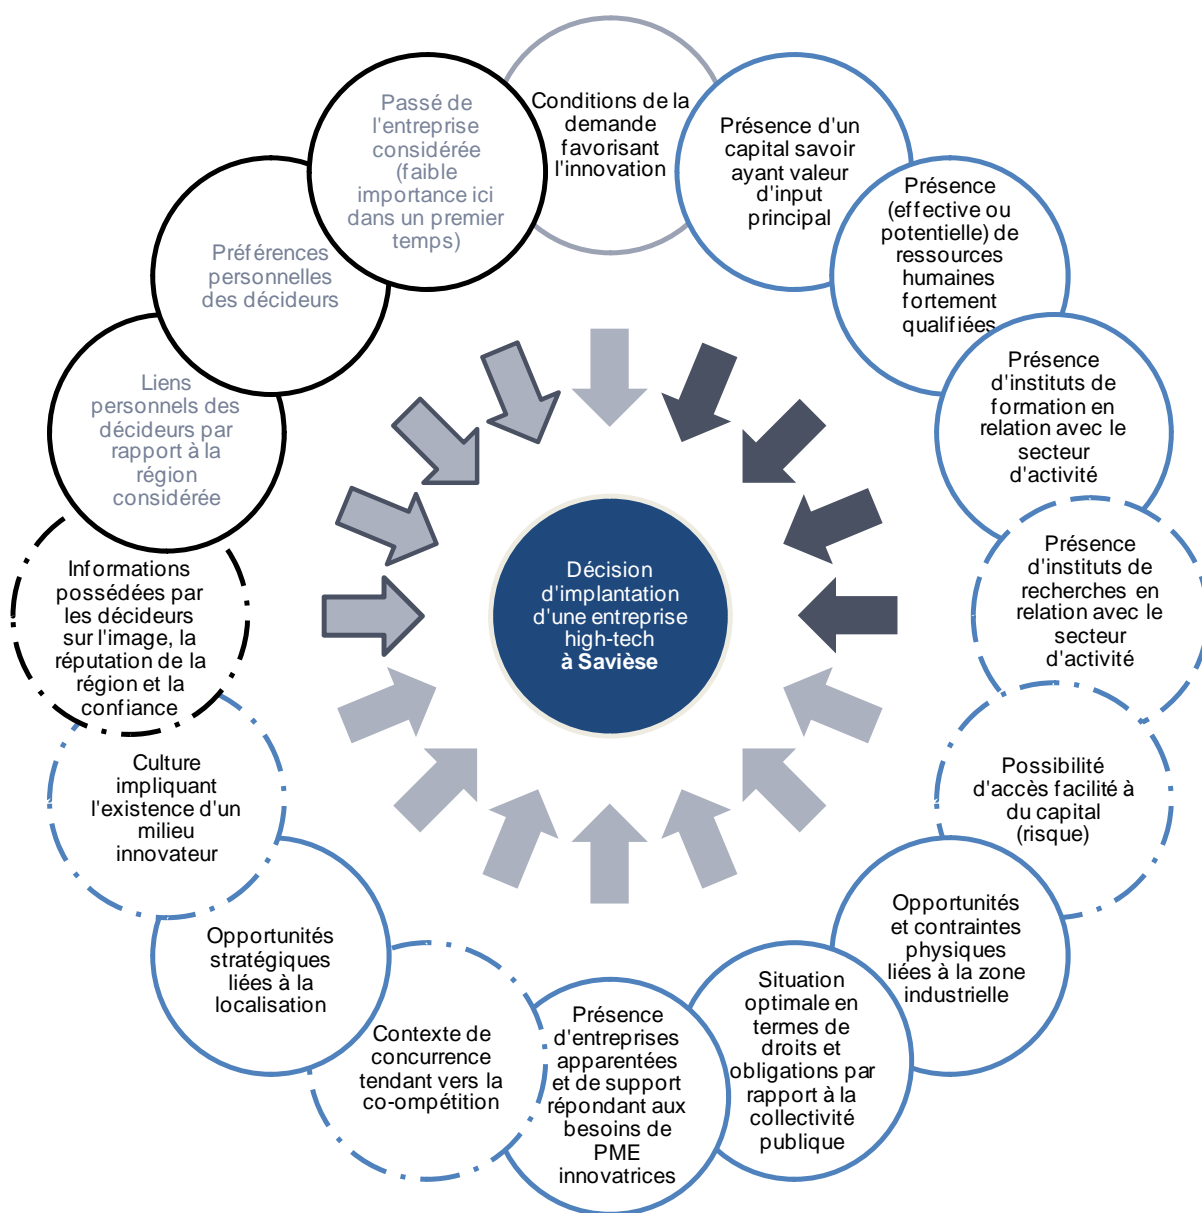 Conditions de la
demande
favorisant
l'innovation
Présence d'un
capital savoir
ayant valeur
d'input
principal
Présence
(effective ou
potentielle) de
ressources
humaines
fortement
qualifiées
Présence
d'instituts de
formation en
relation avec le
secteur
d'activité
Présence
d'instituts de
recherches en
relation avec le
secteur
d'activité
Possibilité
d'accès facilité à
du capital
(risque)
Opportunités
et contraintes
physiques
liées à la zone
industrielle
Situation
optimale en
termes de
droits et
obligations par
rapport à la
collectivité
publique
Présence
d'entreprises
apparentées
et de support
répondant aux
besoins de
PME
innovatrices
Contexte de
concurrence
tendant vers la
co-ompétition
Opportunités
stratégiques
liées à la
localisation
Culture
impliquant
l'existence d'un
milieu
innovateur
Informations
possédées par
les décideurs
sur l'image, la
réputation de la
région et la
confiance
Liens
personnels des
décideurs par
rapport à la
région
considérée
Préférences
personnelles
des décideurs
Passé de
l'entreprise
considérée
(faible
importance ici
dans un premier
temps)
Décision
d'implantation
d'une entreprise
high-tech
à Savièse